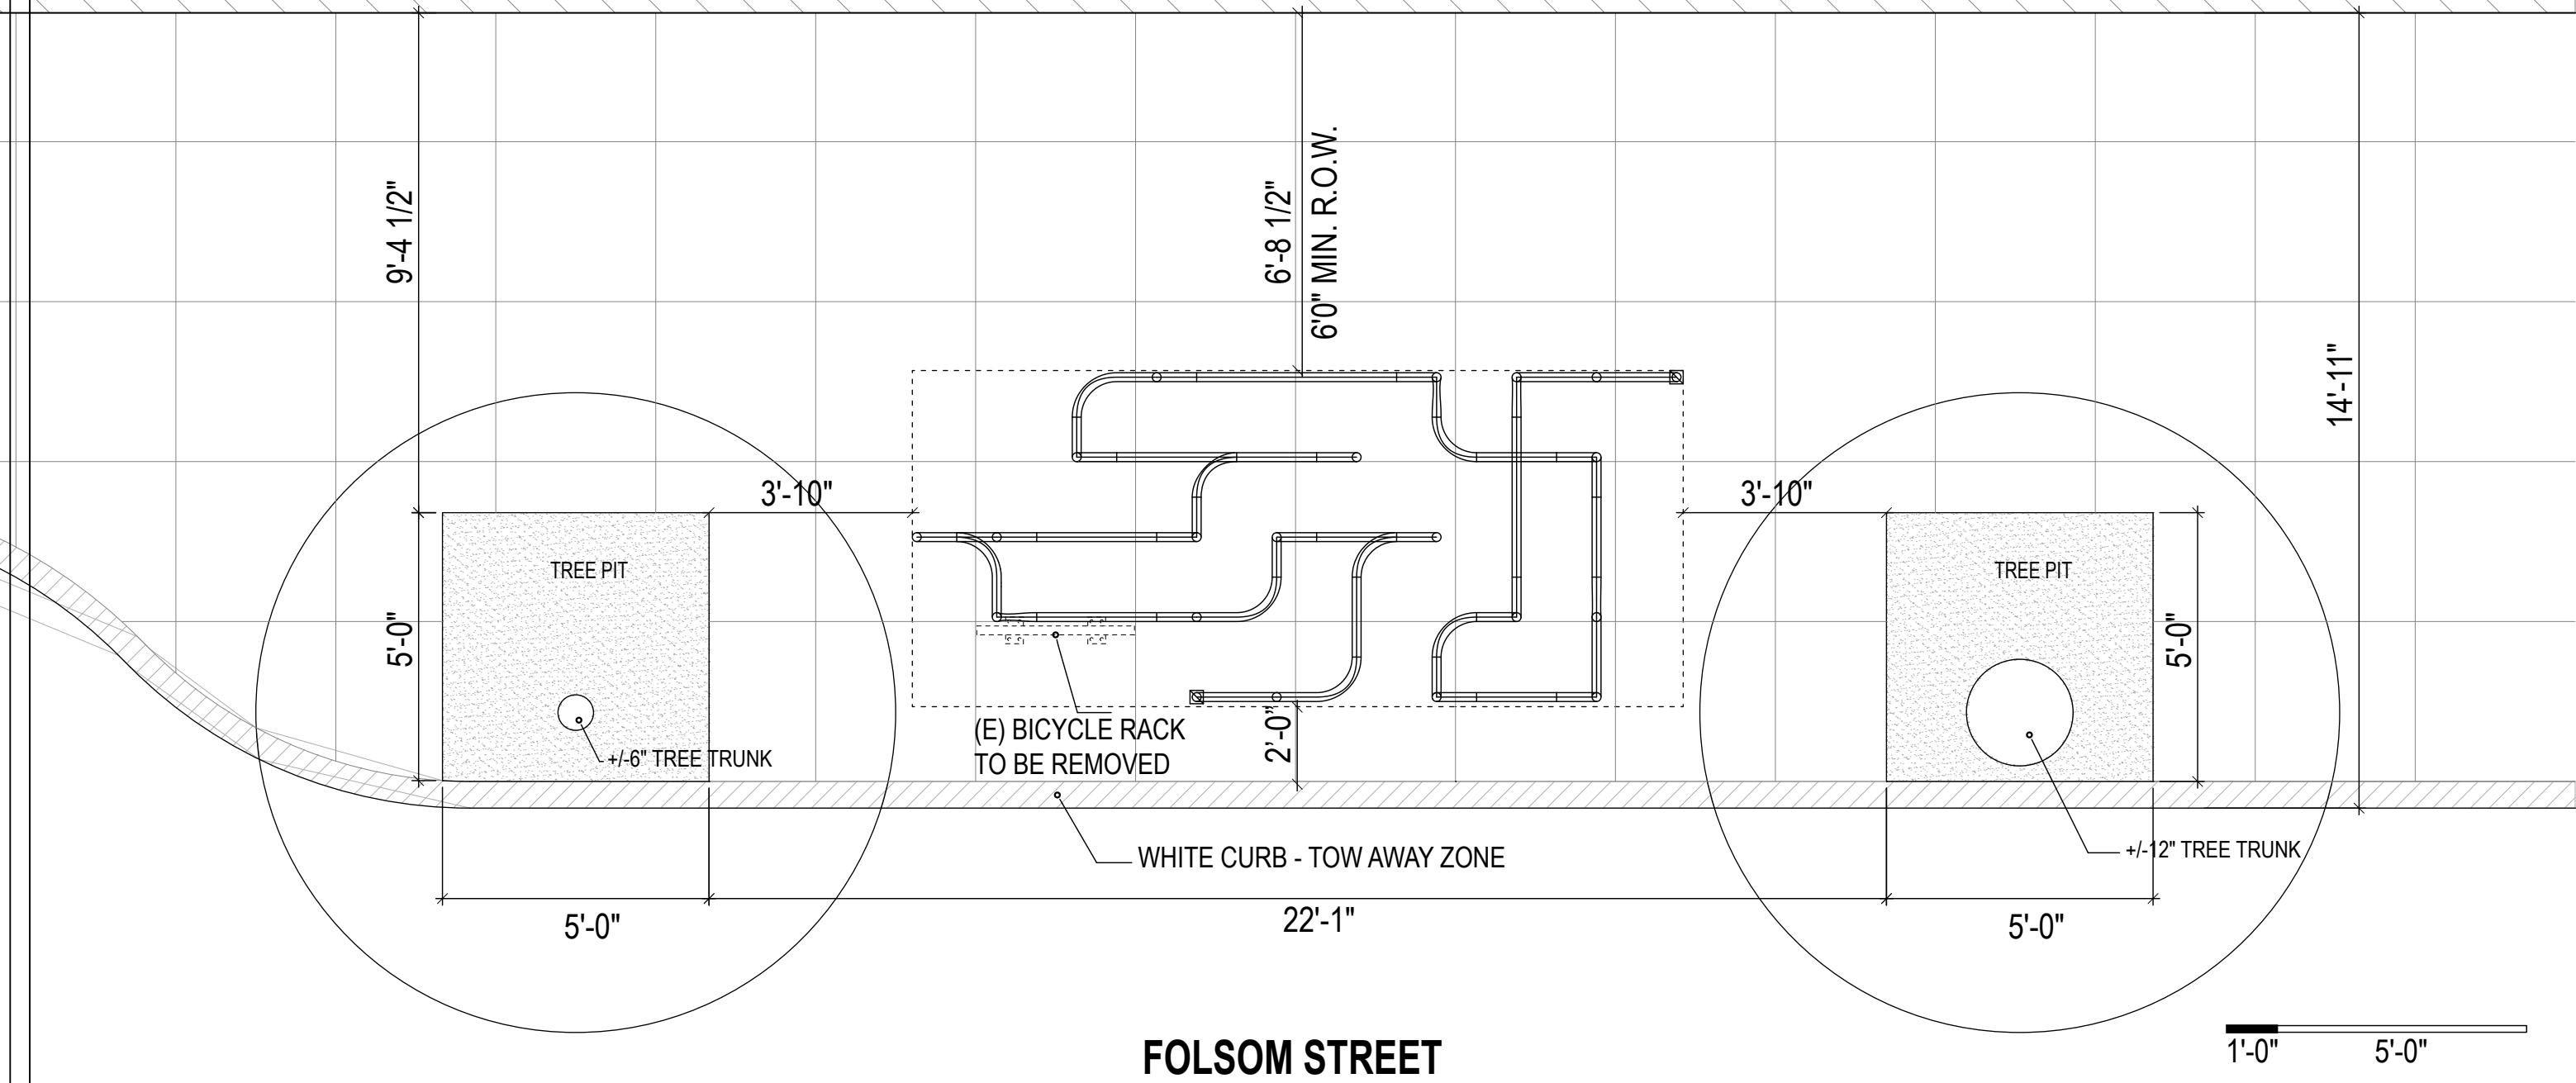 9'-4 1/2"
6'-8 1/2"
6'0" MIN. R.O.W.
14'-11"
3'-10"
3'-10"
TREE PIT
TREE PIT
5'-0"
5'-0"
+/-6" TREE TRUNK
(E) BICYCLE RACK
TO BE REMOVED
2'-0"
WHITE CURB - TOW AWAY ZONE
+/-12" TREE TRUNK
5'-0"
22'-1"
5'-0"
FOLSOM STREET
1'-0"
5'-0"